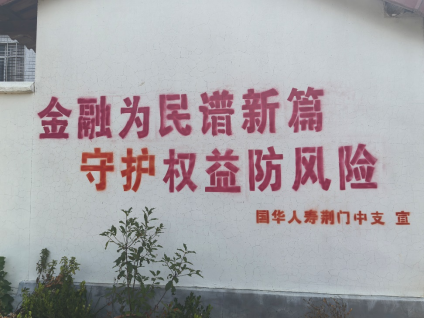 金融为民谱新篇
守护权益防风险
国华人寿荆门中支 宣